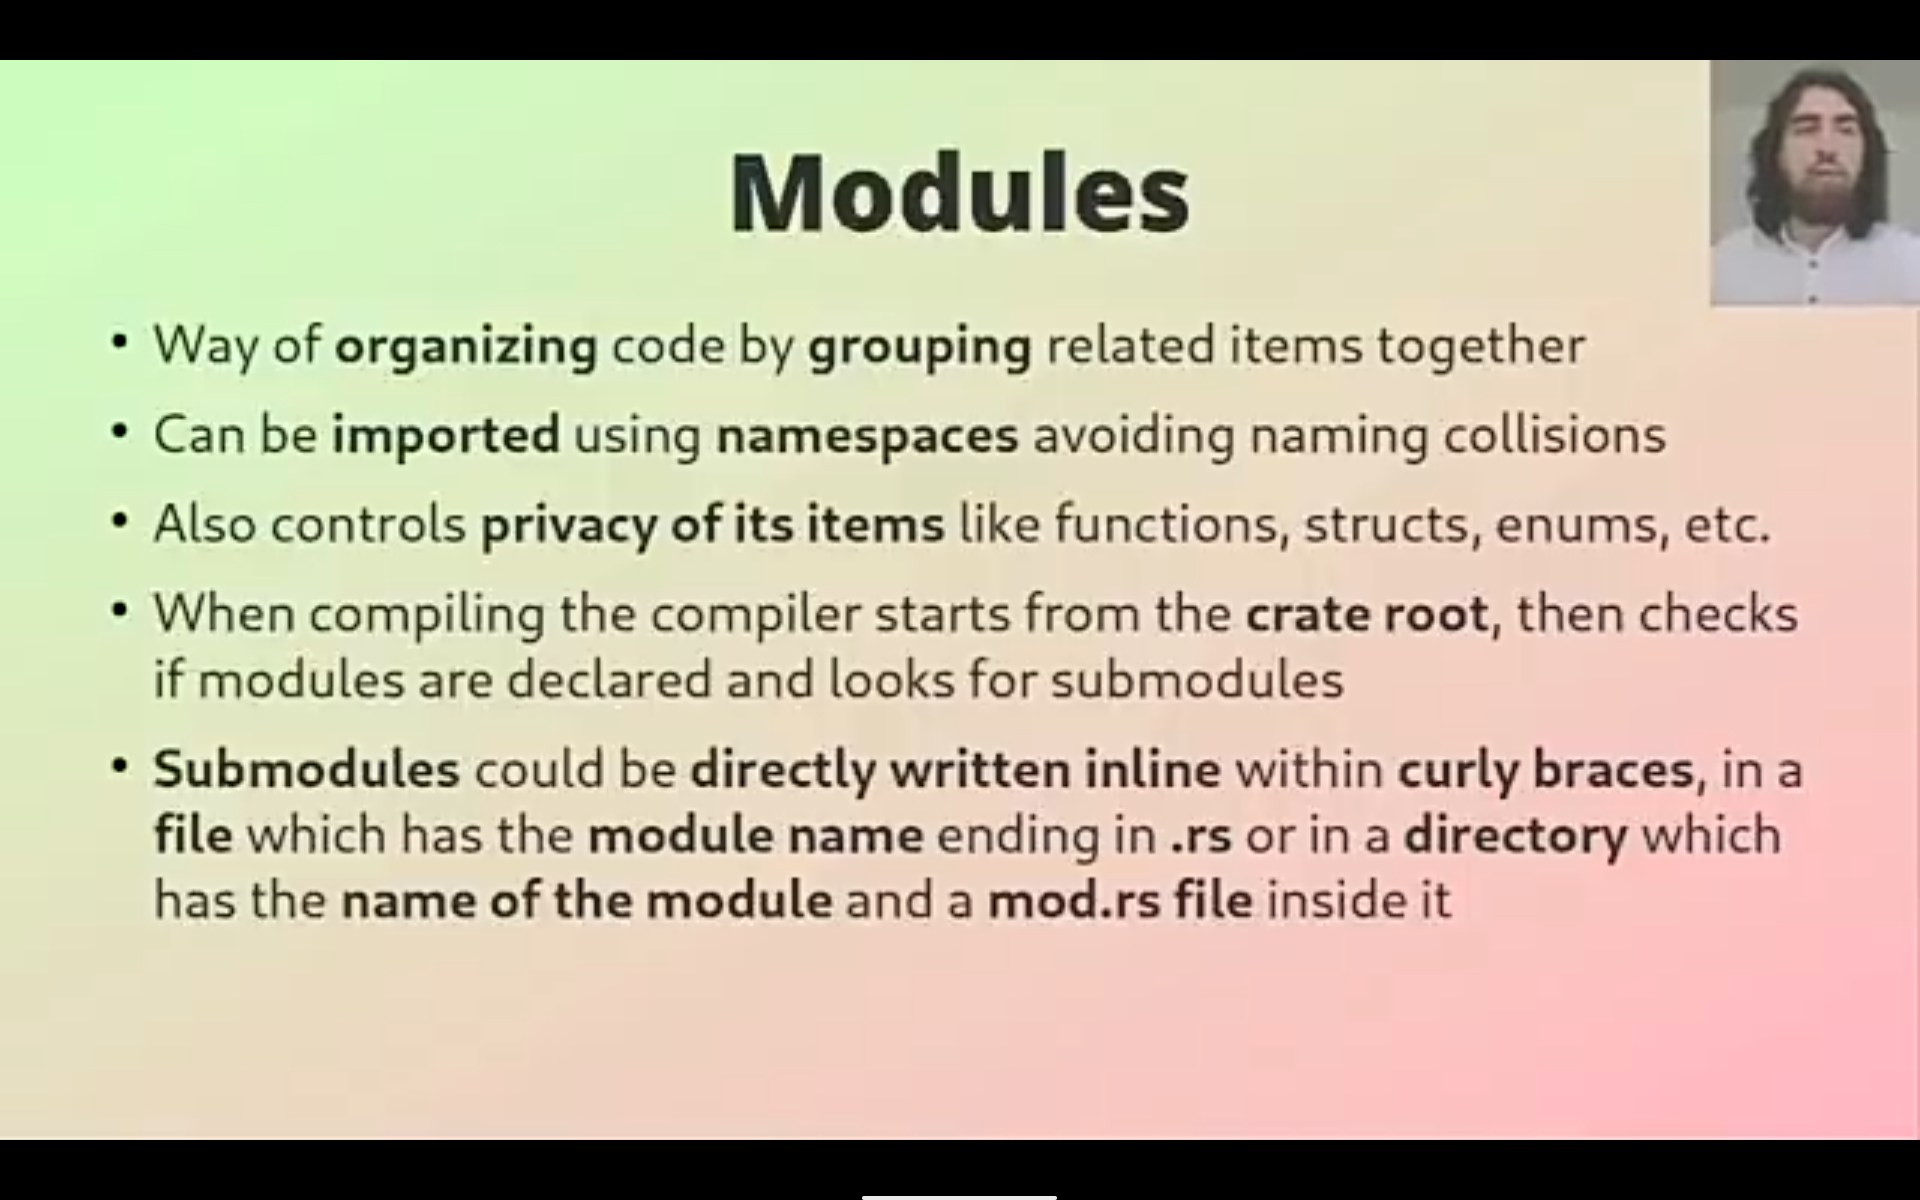 Modules
• Way of organizing code by grouping related items together
• Can be imported using namespaces avoiding naming collisions
• Also controls privacy of its items like functions, structs, enums, etc.
• When compiling the compiler starts from the crate root, then checks
if modules are declared and looks for submodules
• Submodules could be directly written inline within curly braces, in a
file which has the module name ending in .rs or in a directory which
has the name of the module and a mod.rs file inside it